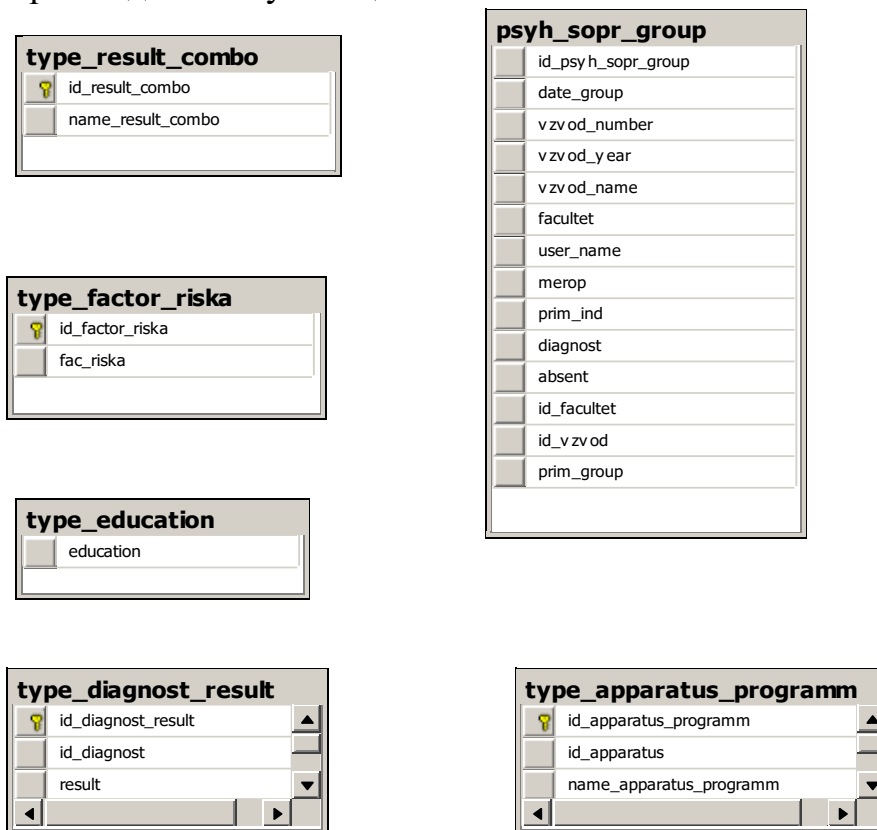 type_result_combo
id_result_combo
name_result_combo
psyh_sopr_group
id_psyh_sopr_group
date_group
vzvod_number
vzvod_year
vzvod_name
facultet
user_name
merop
prim_ind
diagnost
absent
id_facultet
id_vzvod
prim_group
type_factor_riska
id_factor_riska
fac_riska
type_education
education
type_diagnost_result
id_diagnost_result
id_diagnost
result
type_apparatus_programm
id_apparatus_programm
id_apparatus
name_apparatus_programm